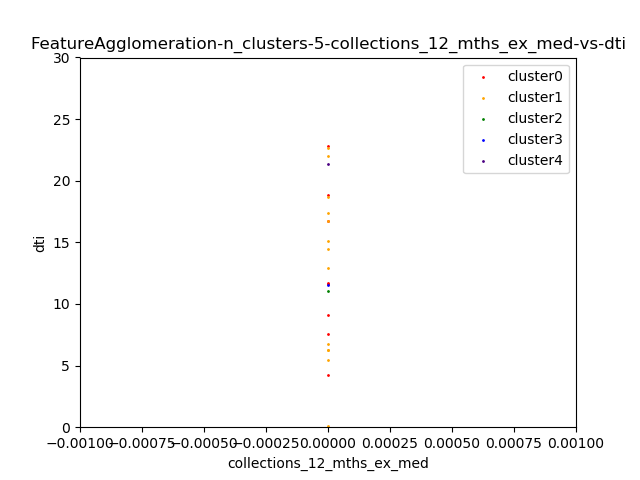 FeatureAgglomeration-n_clusters-5-collections_12_mths_ex_med-vs-dti
cluster0
cluster1
cluster2
cluster3
cluster4
30
25
20
15
10
5
0
dti
−0.00100 −0.00075 −0.00050 −0.00025 0.00000 0.00025 0.00050 0.00075 0.00100
collections_12_mths_ex_med